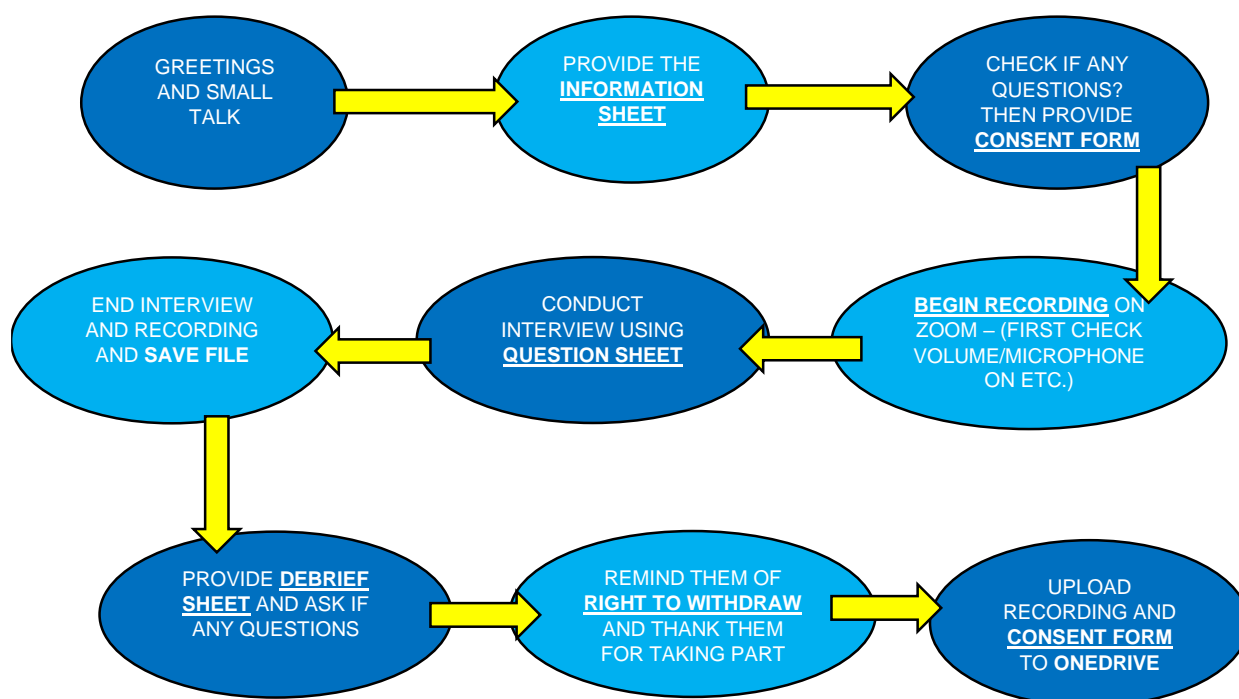 GREETINGS
AND SMALL
TALK
PROVIDE THE
INFORMATION
SHEET
CHECK IF ANY
QUESTIONS?
THEN PROVIDE
CONSENT FORM
BEGIN RECORDING ON
ZOOM – (FIRST CHECK
VOLUME/MICROPHONE
ON ETC.)
CONDUCT
INTERVIEW USING
QUESTION SHEET
END INTERVIEW
AND RECORDING
AND SAVE FILE
PROVIDE DEBRIEF
SHEET AND ASK IF
ANY QUESTIONS
REMIND THEM OF
RIGHT TO WITHDRAW
AND THANK THEM
FOR TAKING PART
UPLOAD
RECORDING AND
CONSENT FORM
TO ONEDRIVE